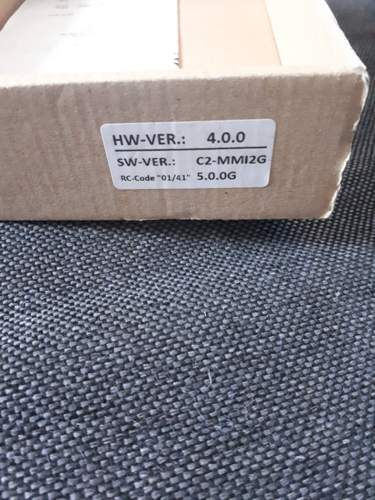 HW-VER.: 4.0.0
SW-VER.: C2-MMI2G
RC-Code "01/41" 5.0.0G